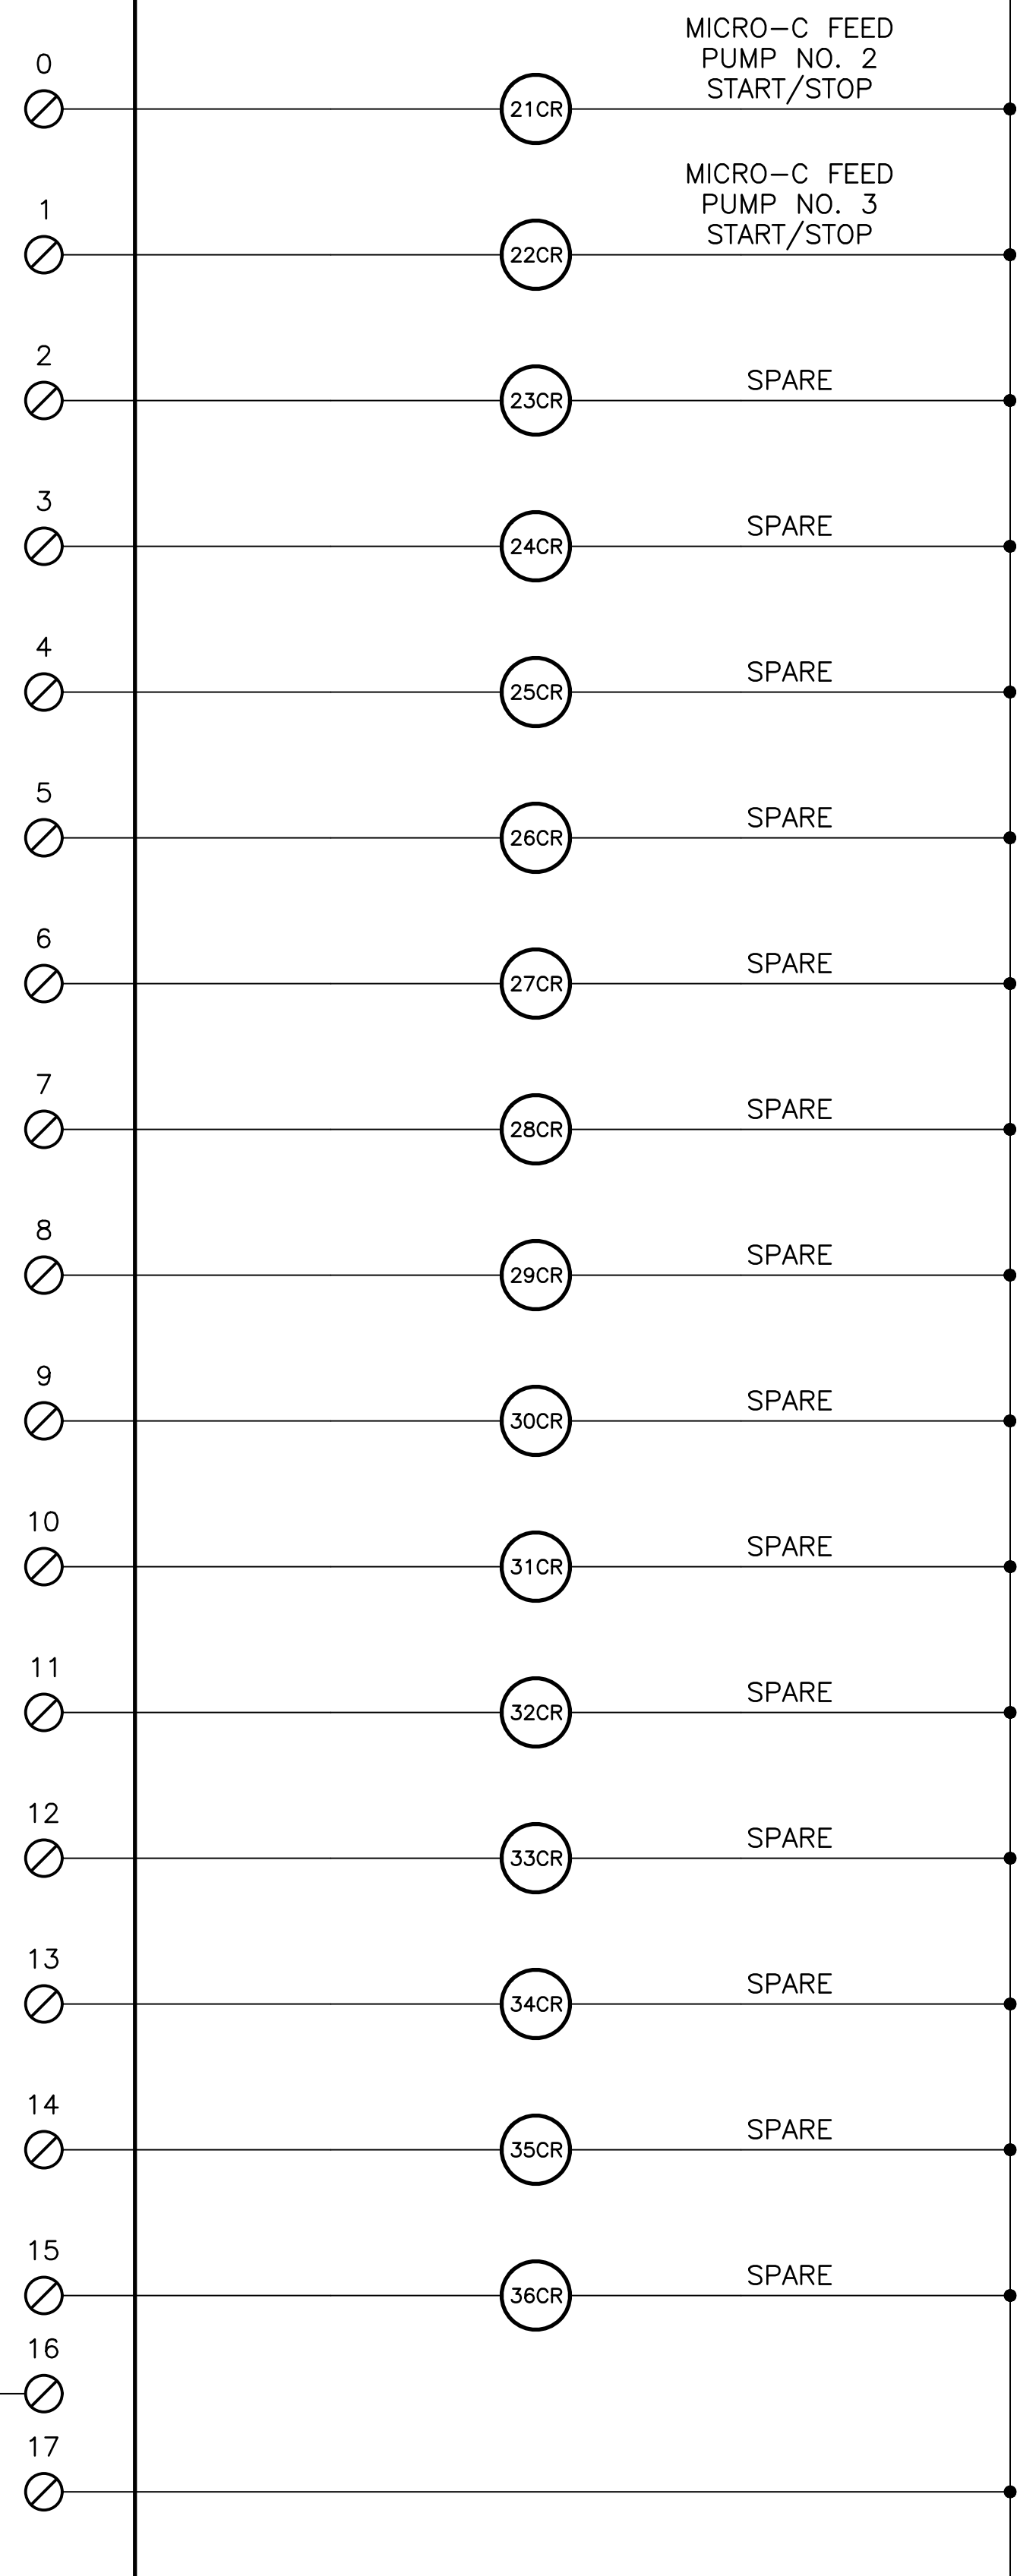 MICRO-C FEED
PUMP NO. 2
START/STOP
0
21CR
MICRO-C FEED
PUMP NO. 3
START/STOP
1
22CR
2
SPARE
23CR
3
SPARE
24CR
4
SPARE
25CR
5
SPARE
26CR
6
SPARE
27CR
7
SPARE
28CR
8
SPARE
29CR
9
SPARE
30CR
10
SPARE
31CR
11
SPARE
32CR
12
SPARE
33CR
13
SPARE
34CR
14
SPARE
35CR
15
SPARE
36CR
16
17